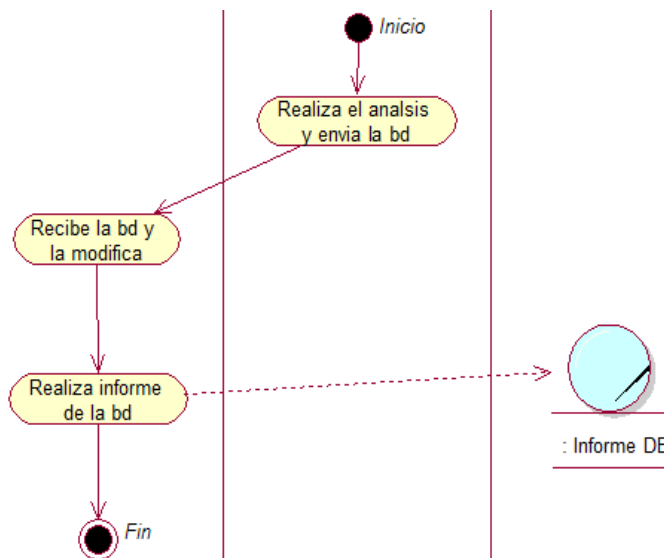 Inicio
Realiza el analsis
y envia la bd
Recibe la bd y
la modifica
Realiza informe
de la bd
: Informe DE
Fin